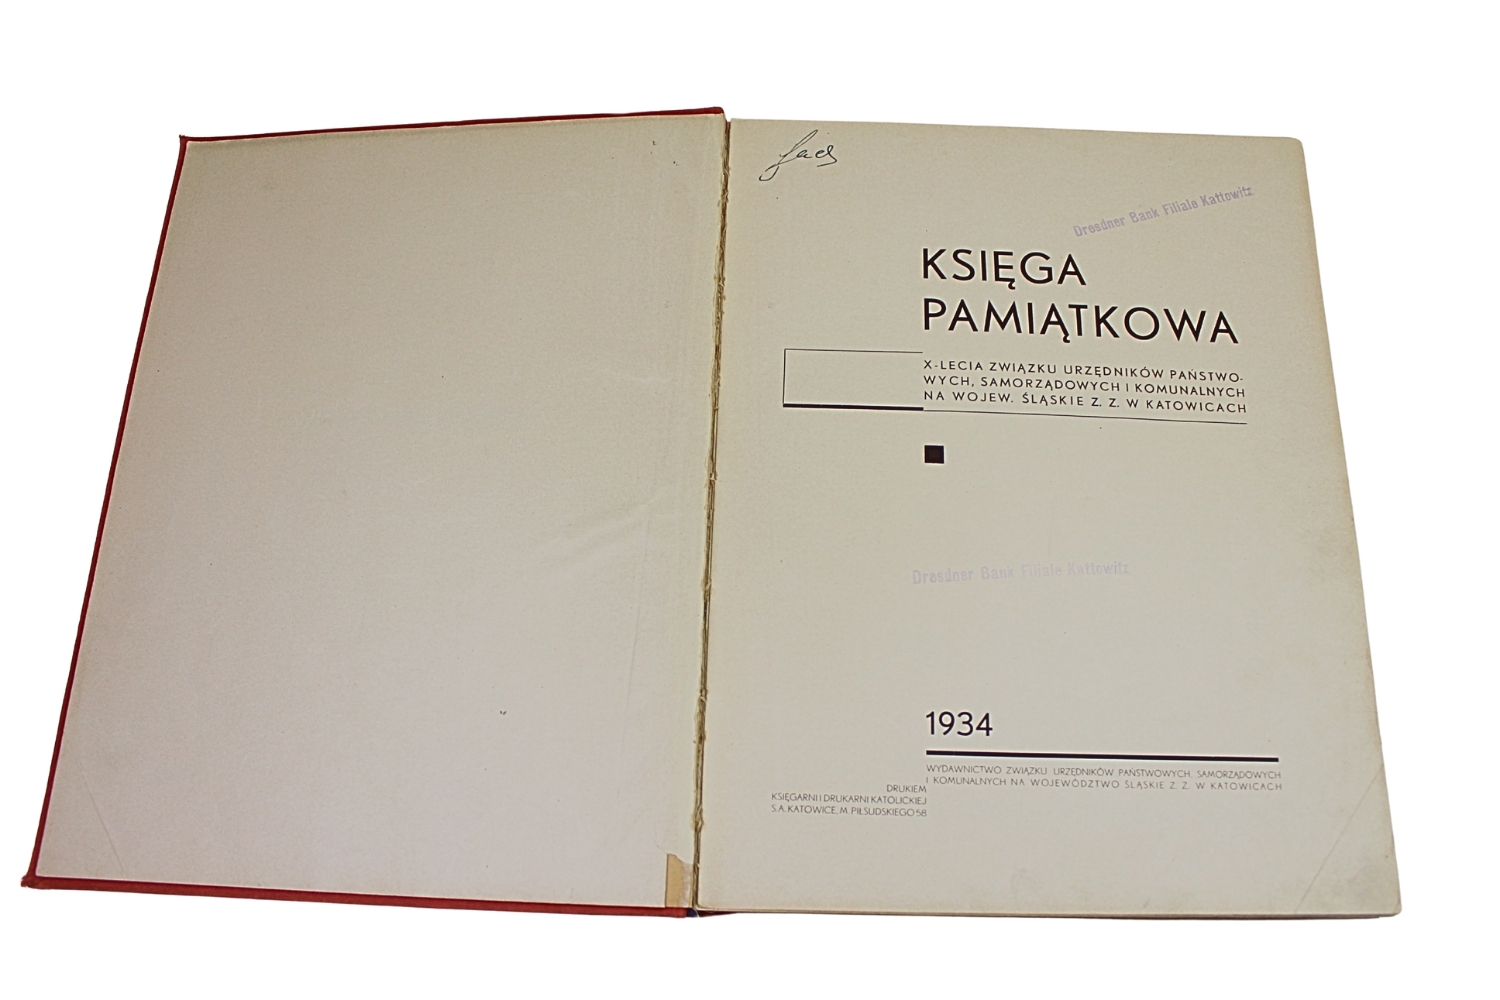 Dresdner Bank Filiale Kattowitz
KSIĘGA
PAMIĄTKOWA
X-LECIA ZWIĄZKU URZĘDNIKÓW PAŃSTWO-
WYCH, SAMORZĄDOWYCH I KOMUNALNYCH
NA WOJEW. ŚLĄSKIE Z. Z. W KATOWICACH
Dresdner Bank Filiale Kattowitz
1934
WYDAWNICTWO ZWIĄZKU URZĘDNIKÓW PAŃSTWOWYCH, SAMORZĄDOWYCH
I KOMUNALNYCH NA WOJEWÓDZTWO ŚLĄSKIE Z. Z. W KATOWICACH
DRUKIEM
KSIĘGARNI I DRUKARNI KATOLICKIEJ
S.A. KATOWICE, M. PIŁSUDSKIEGO 58